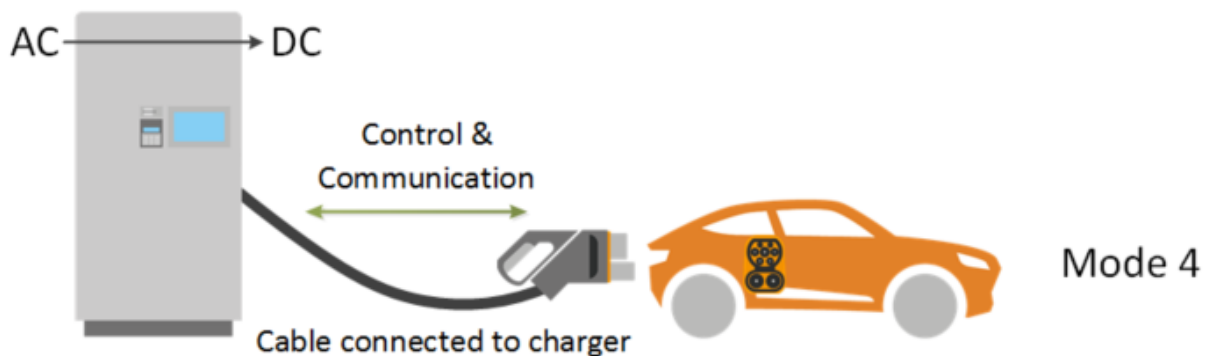 AC DC
Control &
Communication
Mode 4
Cable connected to charger